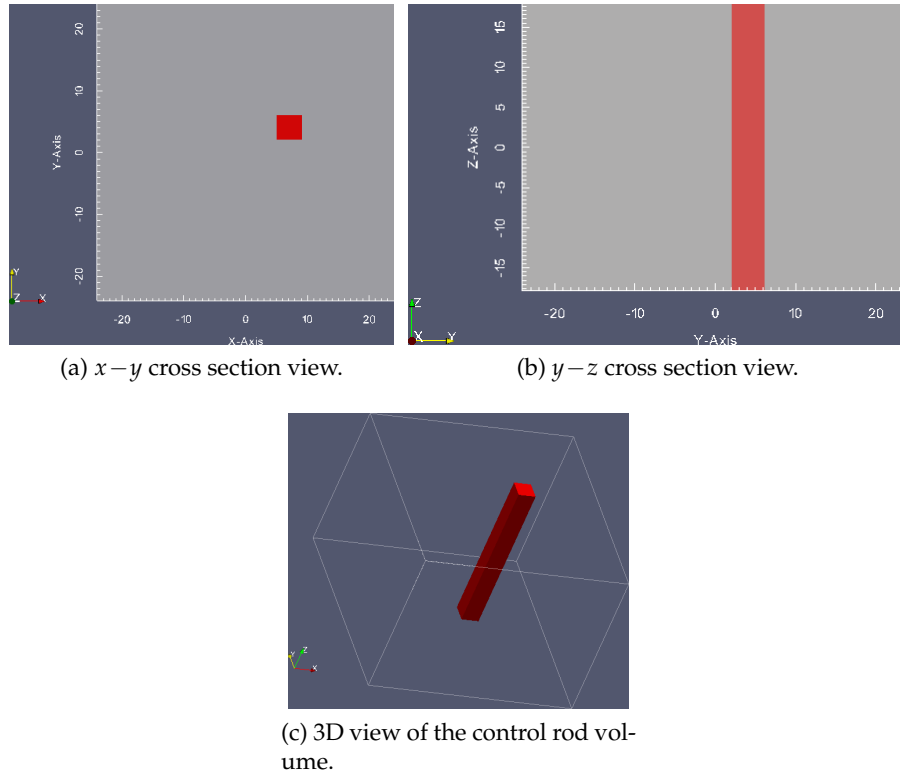 20
10
0
-10
-20
Y-Axis
Y
Z
X
-20
-10
0
10
20
X-Axis
15
10
5
0
-5
-10
-15
Z-Axis
Z
X
Y
-20
-10
0
10
20
Y-Axis
(a) x−y cross section view.
(b) y−z cross section view.
Y
Z
X
(c) 3D view of the control rod vol-
ume.